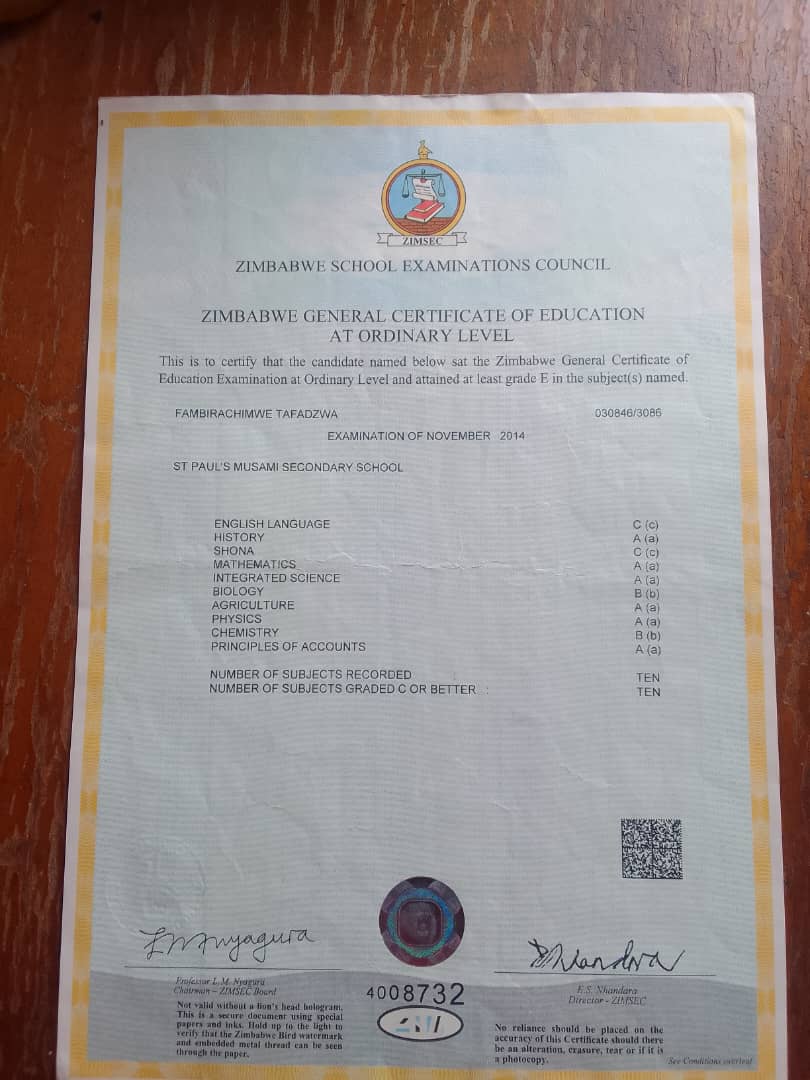 ZIMSEC
ZIMBABWE SCHOOL EXAMINATIONS COUNCIL
ZIMBABWE GENERAL CERTIFICATE OF EDUCATION
AT ORDINARY LEVEL
This is to certify that the candidate named below sat the Zimbabwe General Certificate of
Education Examination at Ordinary Level and attained at least grade E in the subject(s) named.
FAMBIRACHIMWE TAFADZWA 030846/3086
EXAMINATION OF NOVEMBER 2014
ST PAUL'S MUSAMI SECONDARY SCHOOL
ENGLISH LANGUAGE C (c)
HISTORY A (a)
SHONA C (c)
MATHEMATICS A (a)
INTEGRATED SCIENCE A (a)
BIOLOGY B (b)
AGRICULTURE A (a)
PHYSICS A (a)
CHEMISTRY B (b)
PRINCIPLES OF ACCOUNTS A (a)
NUMBER OF SUBJECTS RECORDED : TEN
NUMBER OF SUBJECTS GRADED C OR BETTER : TEN
Professor L.M. Nyagura
Chairman – ZIMSEC Board
Not valid without a lion's head hologram.
This is a secure document using special
papers and inks. Hold up to the light to
verify that the Zimbabwe Bird watermark
and embedded metal thread can be seen
through the paper.
4008732
E.S. Nhandara
Director - ZIMSEC
No reliance should be placed on the
accuracy of this Certificate should there
be an alteration, erasure, tear or if it is
a photocopy.
See Conditions overleaf